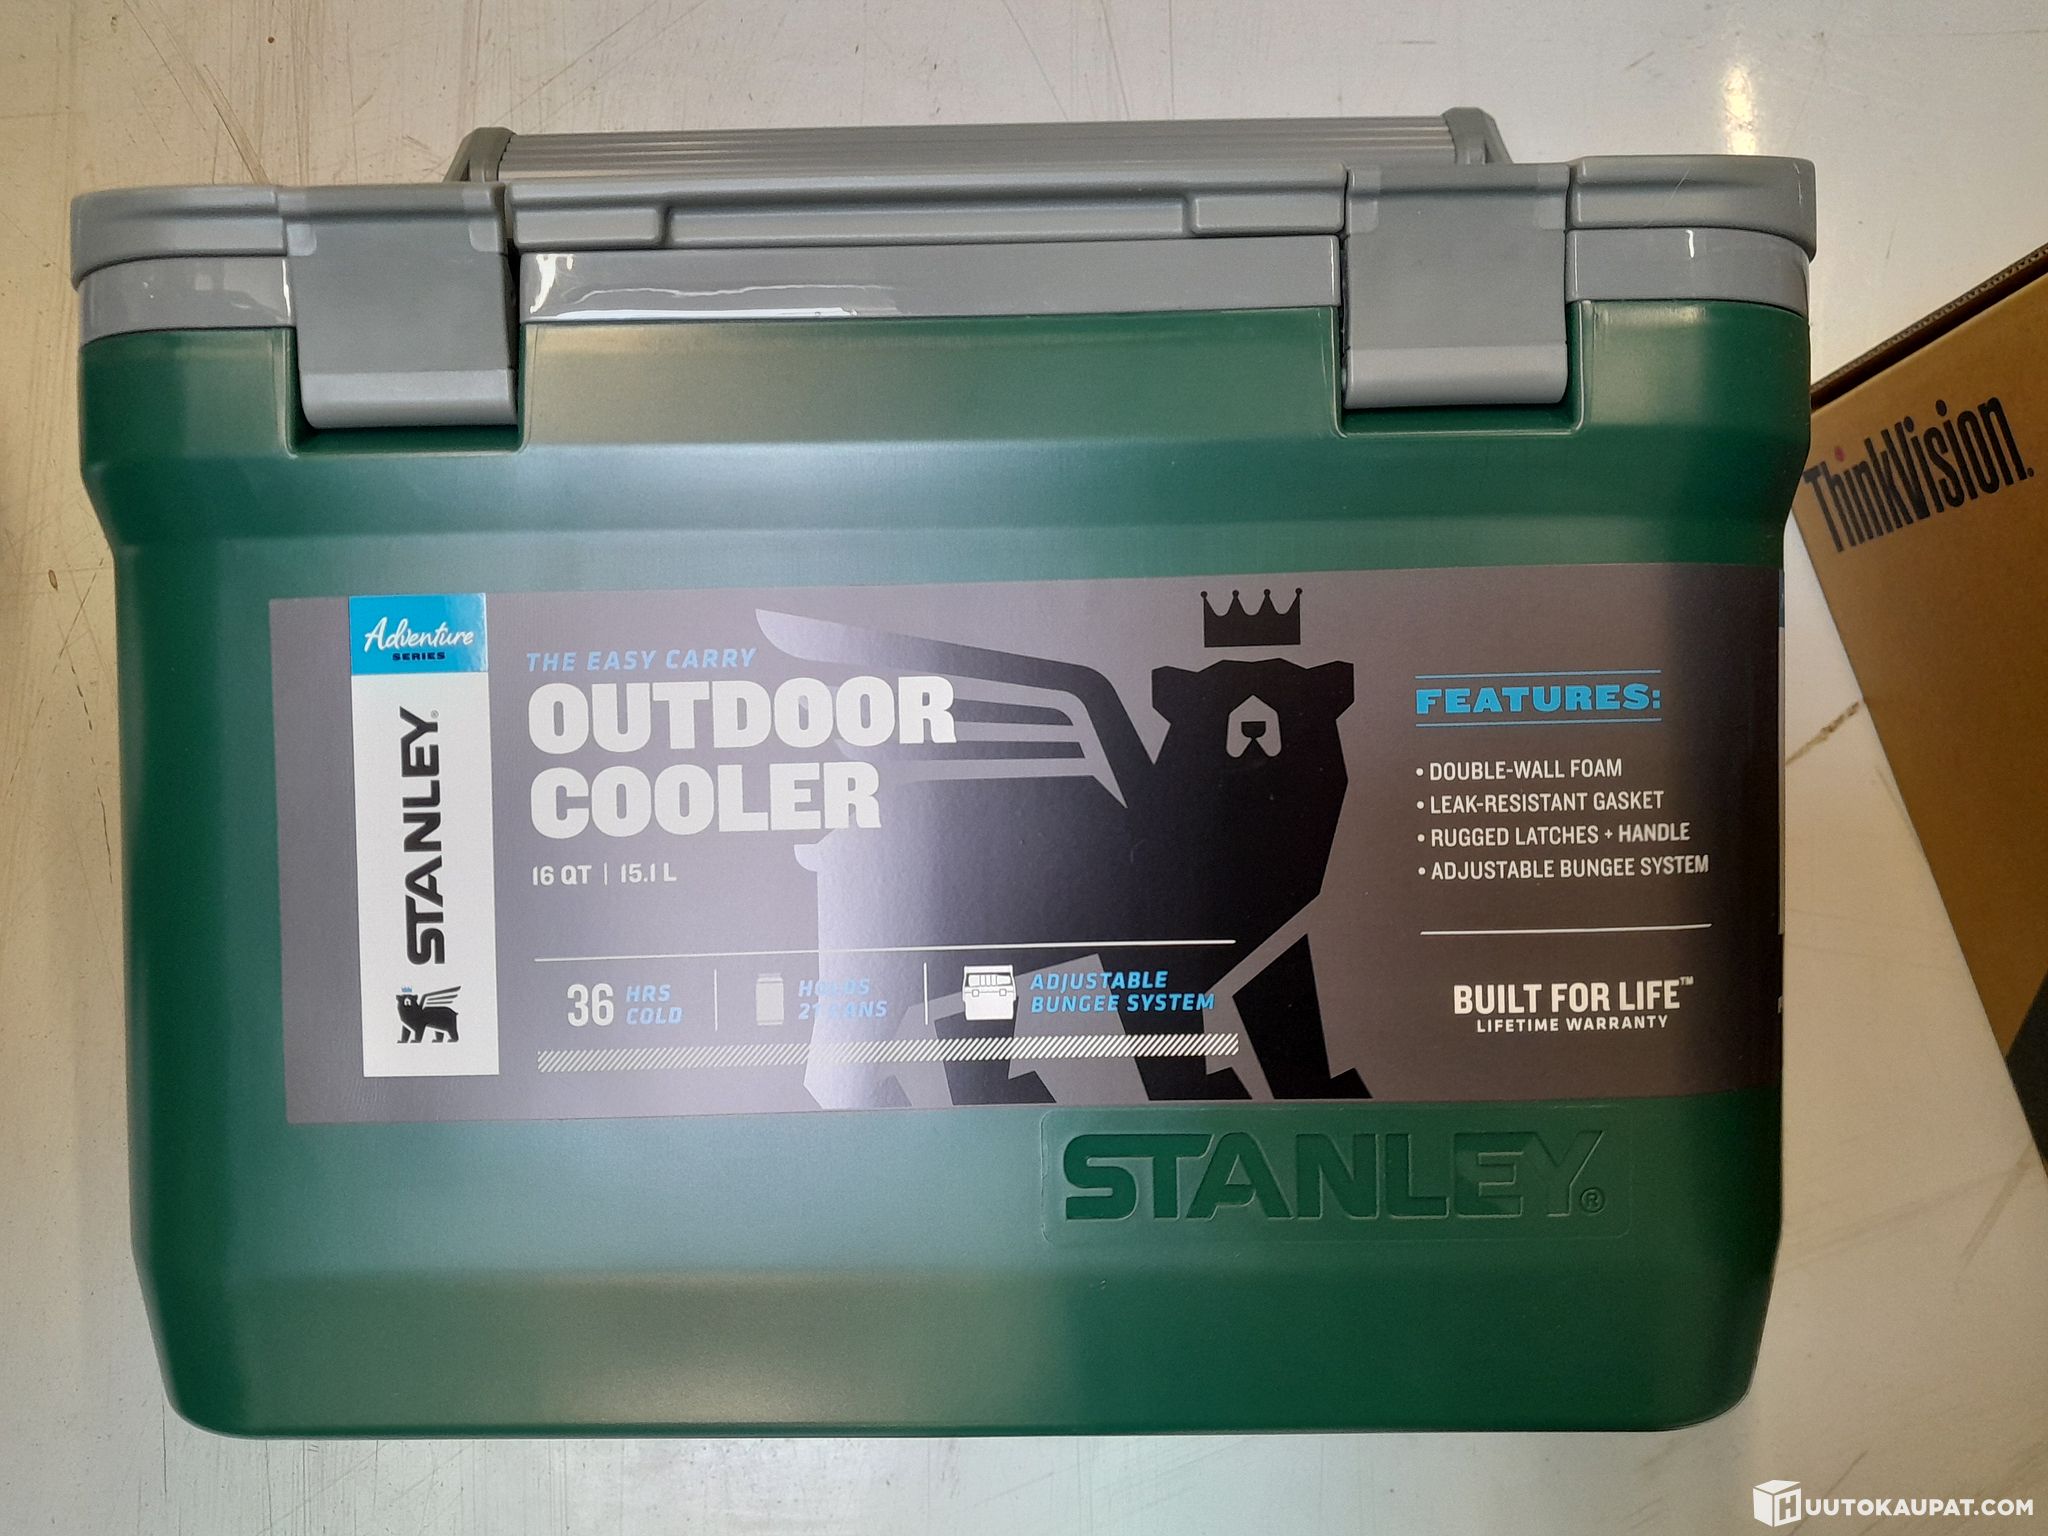 ThinkVision.
Adventure
SERIES
STANLEY®
THE EASY CARRY
OUTDOOR
COOLER
16 QT | 15.1 L
36 HRS
COLD
HOLDS
21 CANS
ADJUSTABLE
BUNGEE SYSTEM
FEATURES:
• DOUBLE-WALL FOAM
• LEAK-RESISTANT GASKET
• RUGGED LATCHES + HANDLE
• ADJUSTABLE BUNGEE SYSTEM
BUILT FOR LIFE™
LIFETIME WARRANTY
STANLEY®
HUUTOKAUPAT.COM